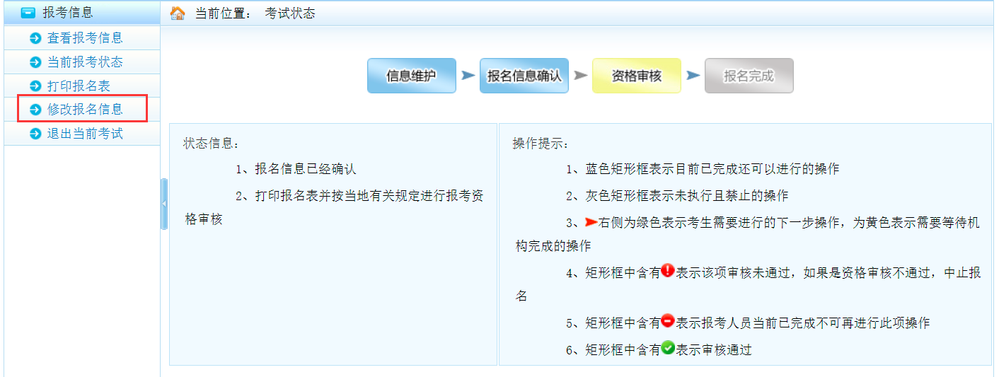 报考信息
查看报考信息
当前报考状态
打印报名表
修改报名信息
退出当前考试
当前位置： 考试状态
信息维护
报名信息确认
资格审核
报名完成
状态信息：
1、报名信息已经确认
2、打印报名表并按当地有关规定进行报考资
格审核
操作提示：
1、蓝色矩形框表示目前已完成还可以进行的操作
2、灰色矩形框表示未执行且禁止的操作
3、右侧为绿色表示考生需要进行的下一步操作，为黄色表示需要等待机
构完成的操作
4、矩形框中含有表示该项审核未通过，如果是资格审核不通过，中止报
名
5、矩形框中含有表示报考人员当前已完成不可再进行此项操作
6、矩形框中含有表示审核通过